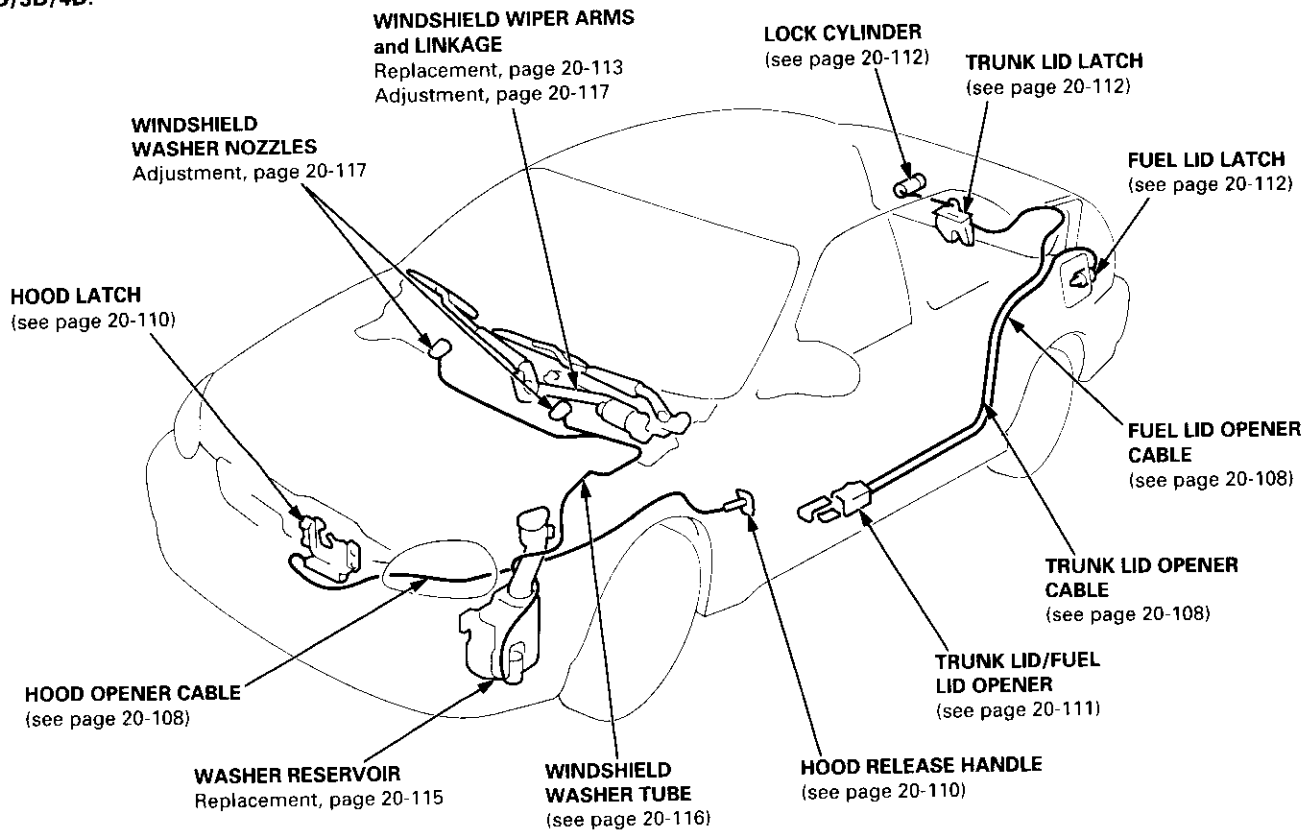 WINDSHIELD WIPER ARMS
and LINKAGE
Replacement, page 20-113
Adjustment, page 20-117
LOCK CYLINDER
(see page 20-112)
TRUNK LID LATCH
(see page 20-112)
WINDSHIELD
WASHER NOZZLES
Adjustment, page 20-117
FUEL LID LATCH
(see page 20-112)
HOOD LATCH
(see page 20-110)
FUEL LID OPENER
CABLE
(see page 20-108)
TRUNK LID OPENER
CABLE
(see page 20-108)
TRUNK LID/FUEL
LID OPENER
(see page 20-111)
HOOD OPENER CABLE
(see page 20-108)
WASHER RESERVOIR
Replacement, page 20-115
WINDSHIELD
WASHER TUBE
(see page 20-116)
HOOD RELEASE HANDLE
(see page 20-110)